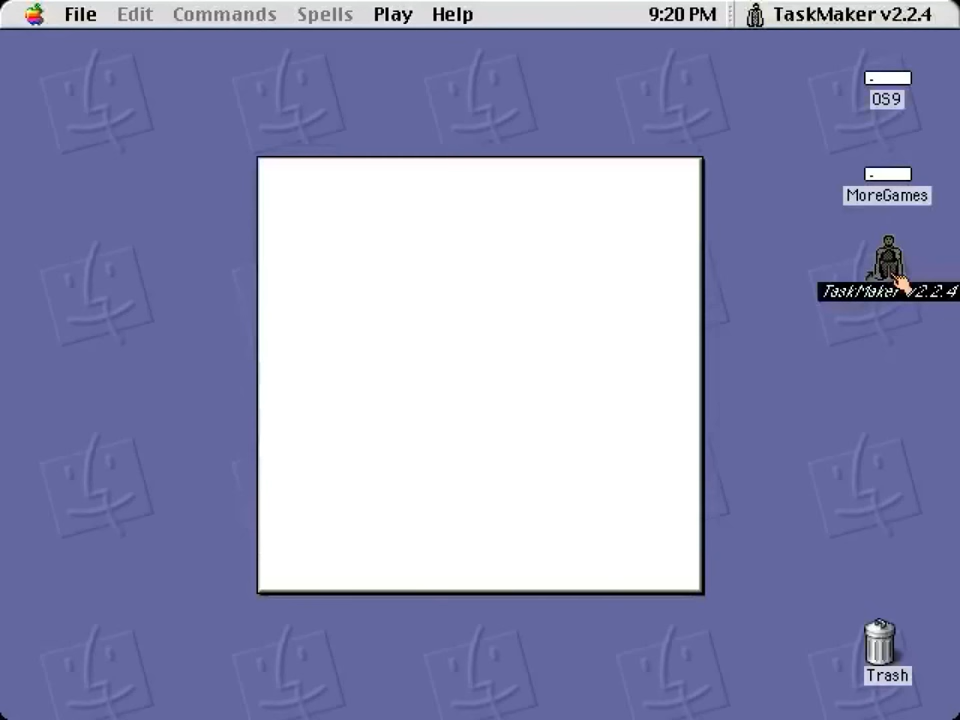 File Edit Commands Spells Play Help 9:20 PM TaskMaker v2.2.4
OS9
MoreGames
TaskMaker v2.2.4
Trash